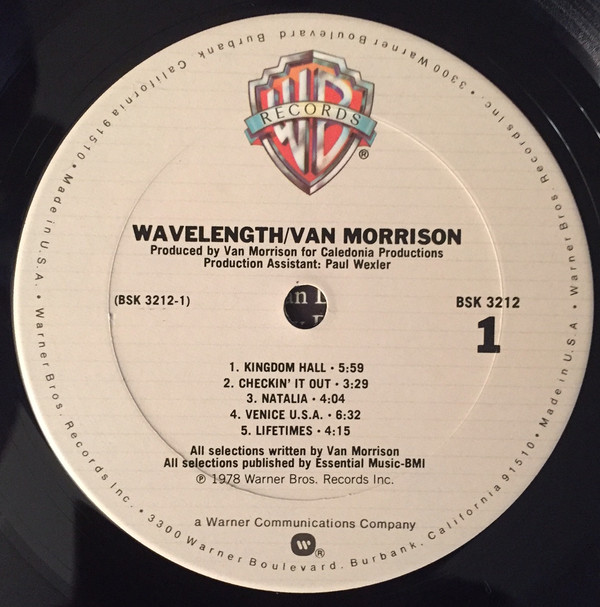 WB RECORDS ®
WAVELENGTH/VAN MORRISON
Produced by Van Morrison for Caledonia Productions
Production Assistant: Paul Wexler
(BSK 3212-1)
BSK 3212
1
1. KINGDOM HALL • 5:59
2. CHECKIN' IT OUT • 3:29
3. NATALIA • 4:04
4. VENICE U.S.A. • 6:32
5. LIFETIMES • 4:15
All selections written by Van Morrison
All selections published by Essential Music-BMI
℗ 1978 Warner Bros. Records Inc.
a Warner Communications Company
®
Warner Bros. Records Inc. • 3300 Warner Boulevard, Burbank, California 91510 • Made in U.S.A. • Warner Bros. Records Inc. • 3300 Warner Boulevard, Burbank, California 91510 • Made in U.S.A. •